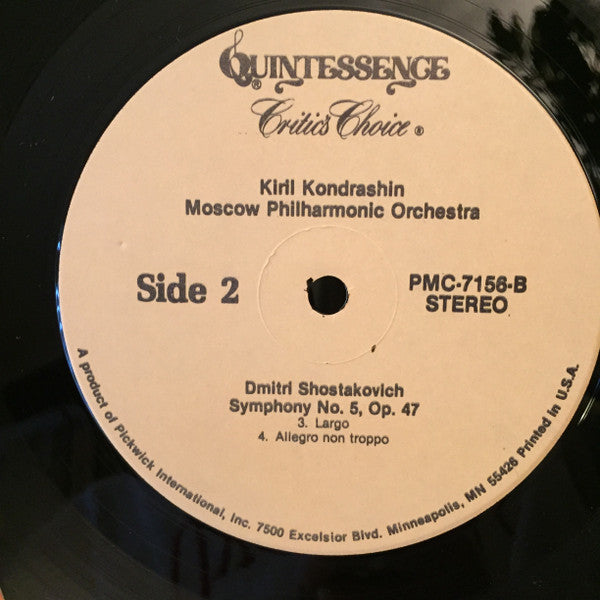 QUINTESSENCE®
Critic's Choice ®
Kiril Kondrashin
Moscow Philharmonic Orchestra
Side 2
PMC-7156-B
STEREO
Dmitri Shostakovich
Symphony No. 5, Op. 47
3. Largo
4. Allegro non troppo
A product of Pickwick International, Inc. 7500 Excelsior Blvd. Minneapolis, MN 55426 Printed in U.S.A.